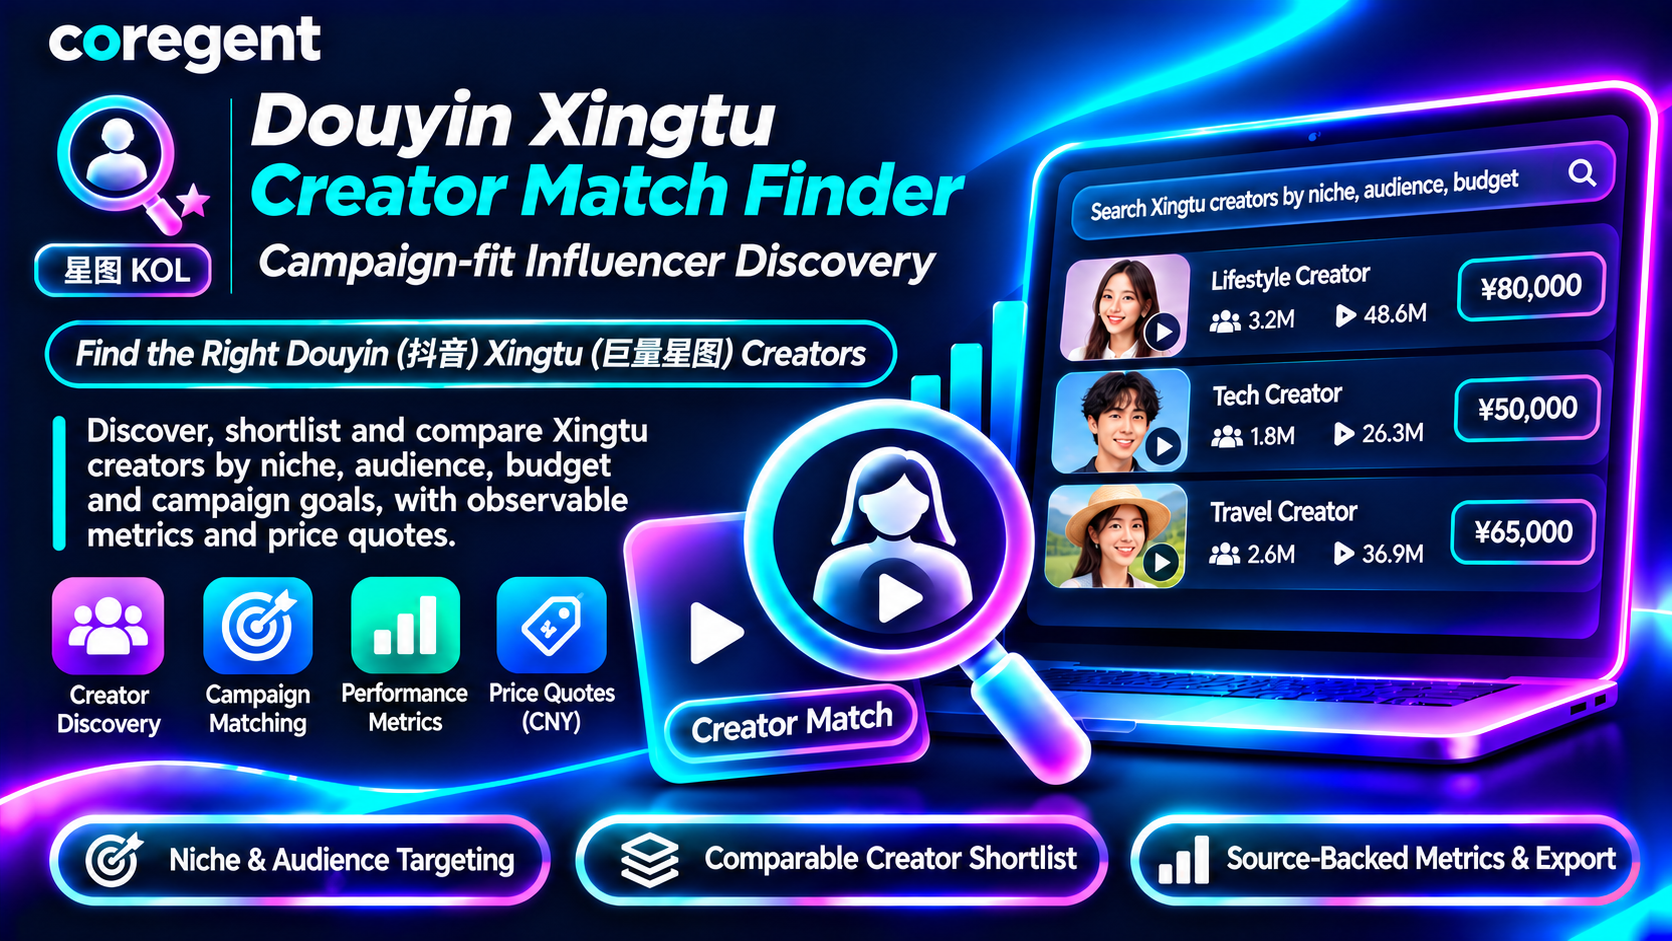 coregent
Douyin Xingtu
Creator Match Finder
星图 KOL
Campaign-fit Influencer Discovery
Find the Right Douyin (抖音) Xingtu (巨量星图) Creators
Discover, shortlist and compare Xingtu
creators by niche, audience, budget
and campaign goals, with observable
metrics and price quotes.
Creator
Discovery
Campaign
Matching
Performance
Metrics
Price Quotes
(CNY)
Creator Match
Search Xingtu creators by niche, audience, budget
Lifestyle Creator
3.2M
48.6M
¥80,000
Tech Creator
1.8M
26.3M
¥50,000
Travel Creator
2.6M
36.9M
¥65,000
Niche & Audience Targeting
Comparable Creator Shortlist
Source-Backed Metrics & Export